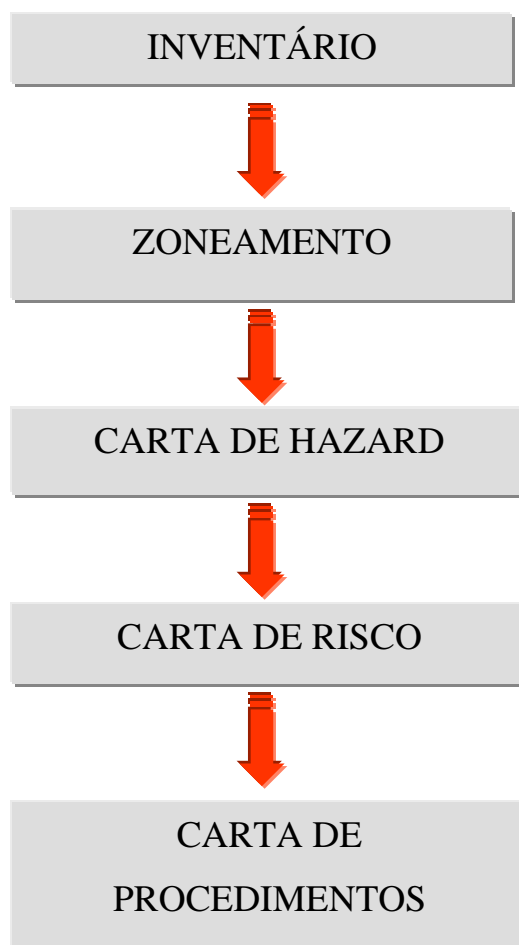 INVENTÁRIO
ZONEAMENTO
CARTA DE HAZARD
CARTA DE RISCO
CARTA DE
PROCEDIMENTOS